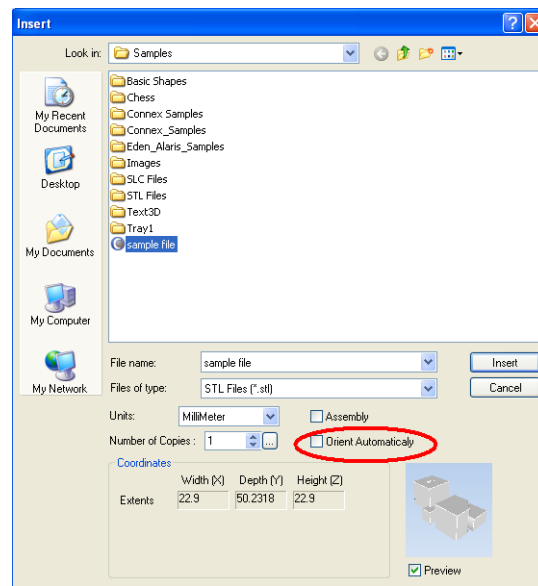 Insert
Look in: Samples
My Recent Documents
Desktop
My Documents
My Computer
My Network
Basic Shapes
Chess
Connex Samples
Connex_Samples
Eden_Alaris_Samples
Images
SLC Files
STL Files
Text3D
Tray1
sample file
File name: sample file Insert
Files of type: STL Files (*.stl) Cancel
Units: MilliMeter Assembly
Number of Copies : 1 ... Orient Automaticaly
Coordinates
Width (X) Depth (Y) Height (Z)
Extents 22.9 50.2318 22.9
Preview